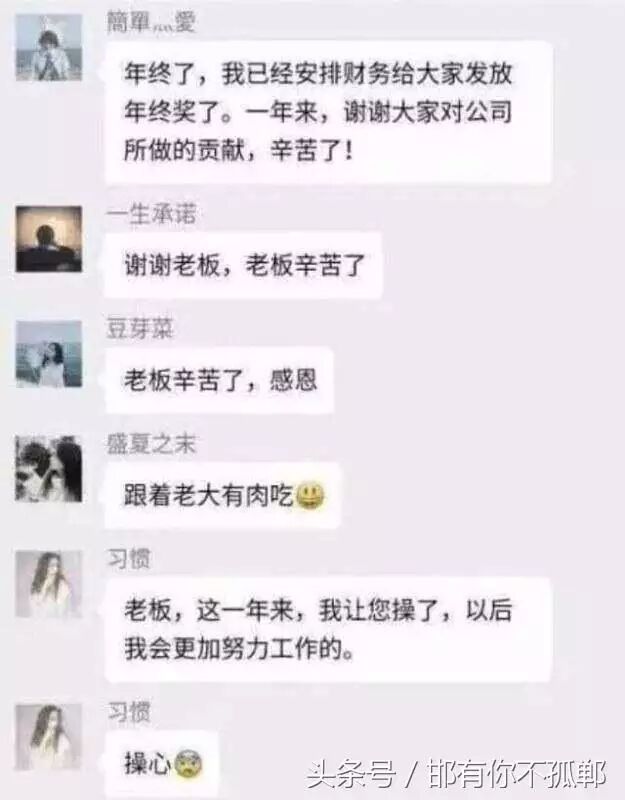 簡單灬愛
年终了，我已经安排财务给大家发放
年终奖了。一年来，谢谢大家对公司
所做的贡献，辛苦了！
一生承诺
谢谢老板，老板辛苦了
豆芽菜
老板辛苦了，感恩
盛夏之末
跟着老大有肉吃😃
习惯
老板，这一年来，我让您操了，以后
我会更加努力工作的。
习惯
操心😨
头条号 / 邯有你不孤邯